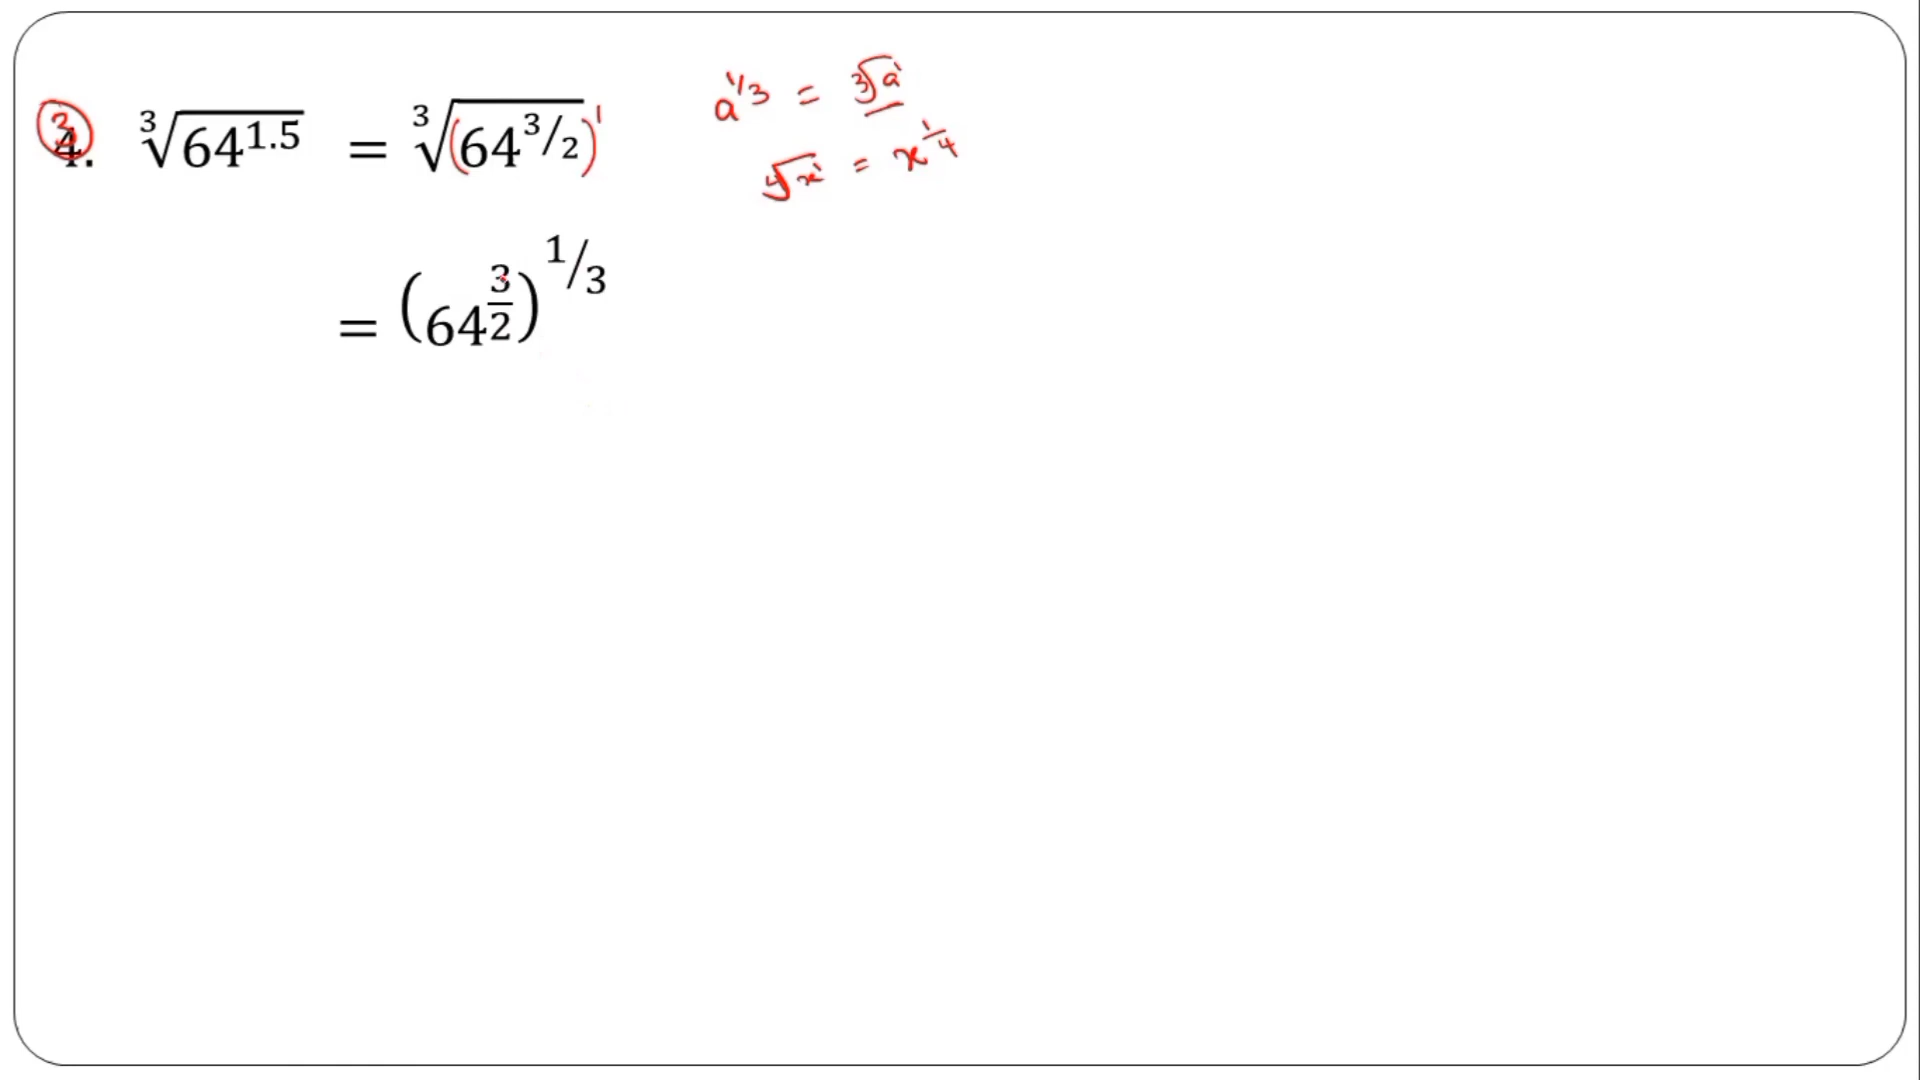 ③ 4. ∛(64^1.5) = ∛((64^3/2)^1)
a^1/3 = ∛(a^1)
∜(x^1) = x^1/4
= (64^3/2)^1/3